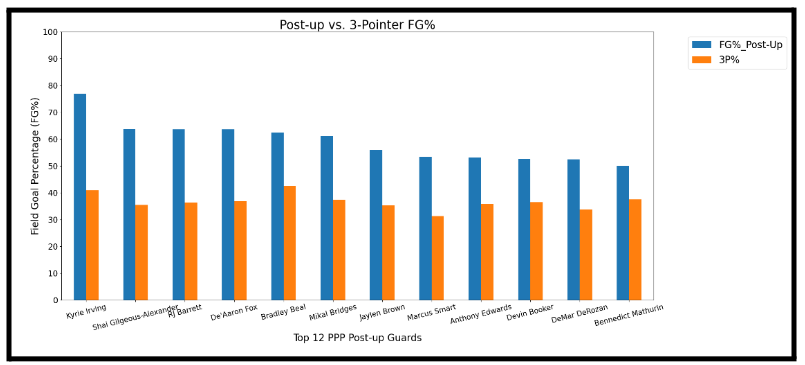 Post-up vs. 3-Pointer FG%
FG%_Post-Up
3P%
Field Goal Percentage (FG%)
100
90
80
70
60
50
40
30
20
10
0
Kyrie Irving
Shai Gilgeous-Alexander
RJ Barrett
De'Aaron Fox
Bradley Beal
Mikal Bridges
Jaylen Brown
Marcus Smart
Anthony Edwards
Devin Booker
DeMar DeRozan
Bennedict Mathurin
Top 12 PPP Post-up Guards